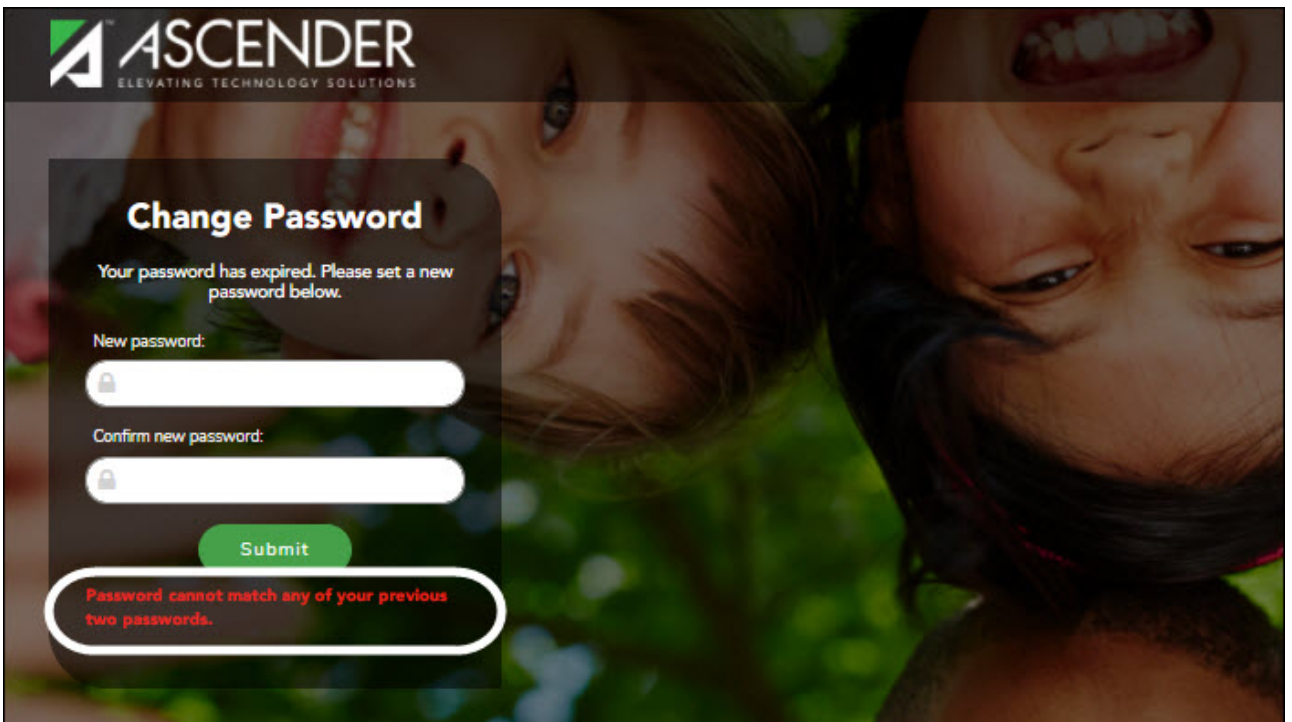 ASCENDER
ELEVATING TECHNOLOGY SOLUTIONS
Change Password
Your password has expired. Please set a new
password below.
New password:
Confirm new password:
Submit
Password cannot match any of your previous
two passwords.